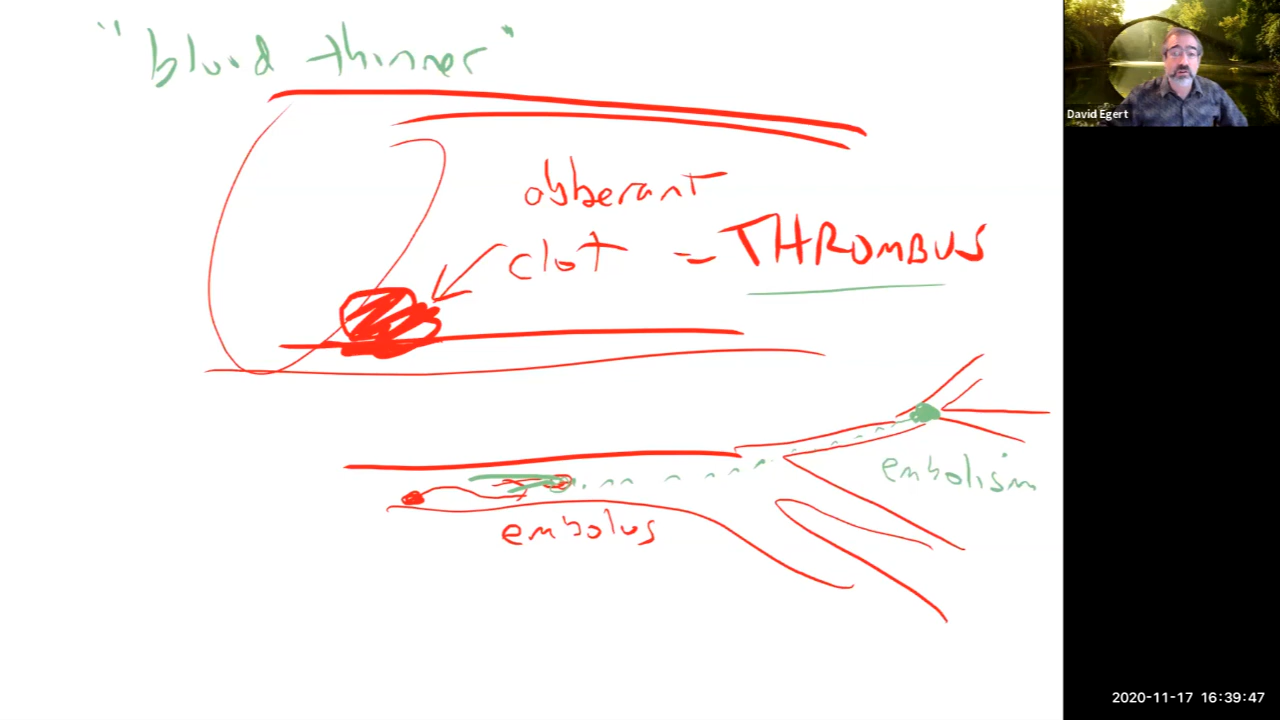 "blood thinner"
David Egert
abberant
clot = THROMBUS
embolism
embolus
2020-11-17 16:39:47